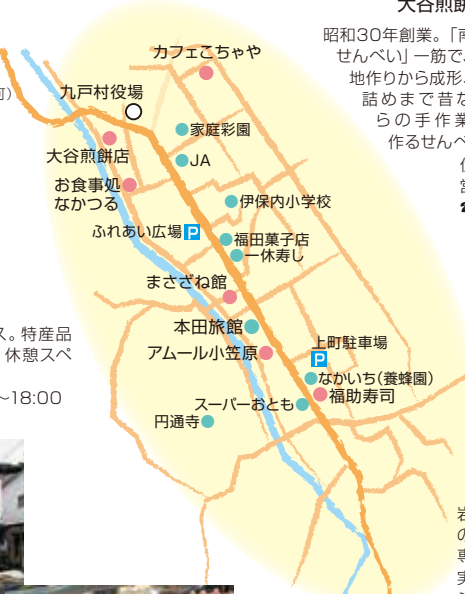 大谷煎餅
昭和30年創業。「南
せんべい」一筋で、
地作りから成形、
詰めまで昔な
らの手作業
作るせんべ
町)
カフェこちゃや
九戸村役場
家庭彩園
大谷煎餅店
JA
お食事処
なかつる
伊保内小学校
ふれあい広場
P
福田菓子店
一休寿し
まさざね館
本田旅館
アムール小笠原
上町駐車場
P
なかいち(養蜂園)
福助寿司
スーパーおとも
円通寺
ス。特産品
休憩スペ
〜18:00